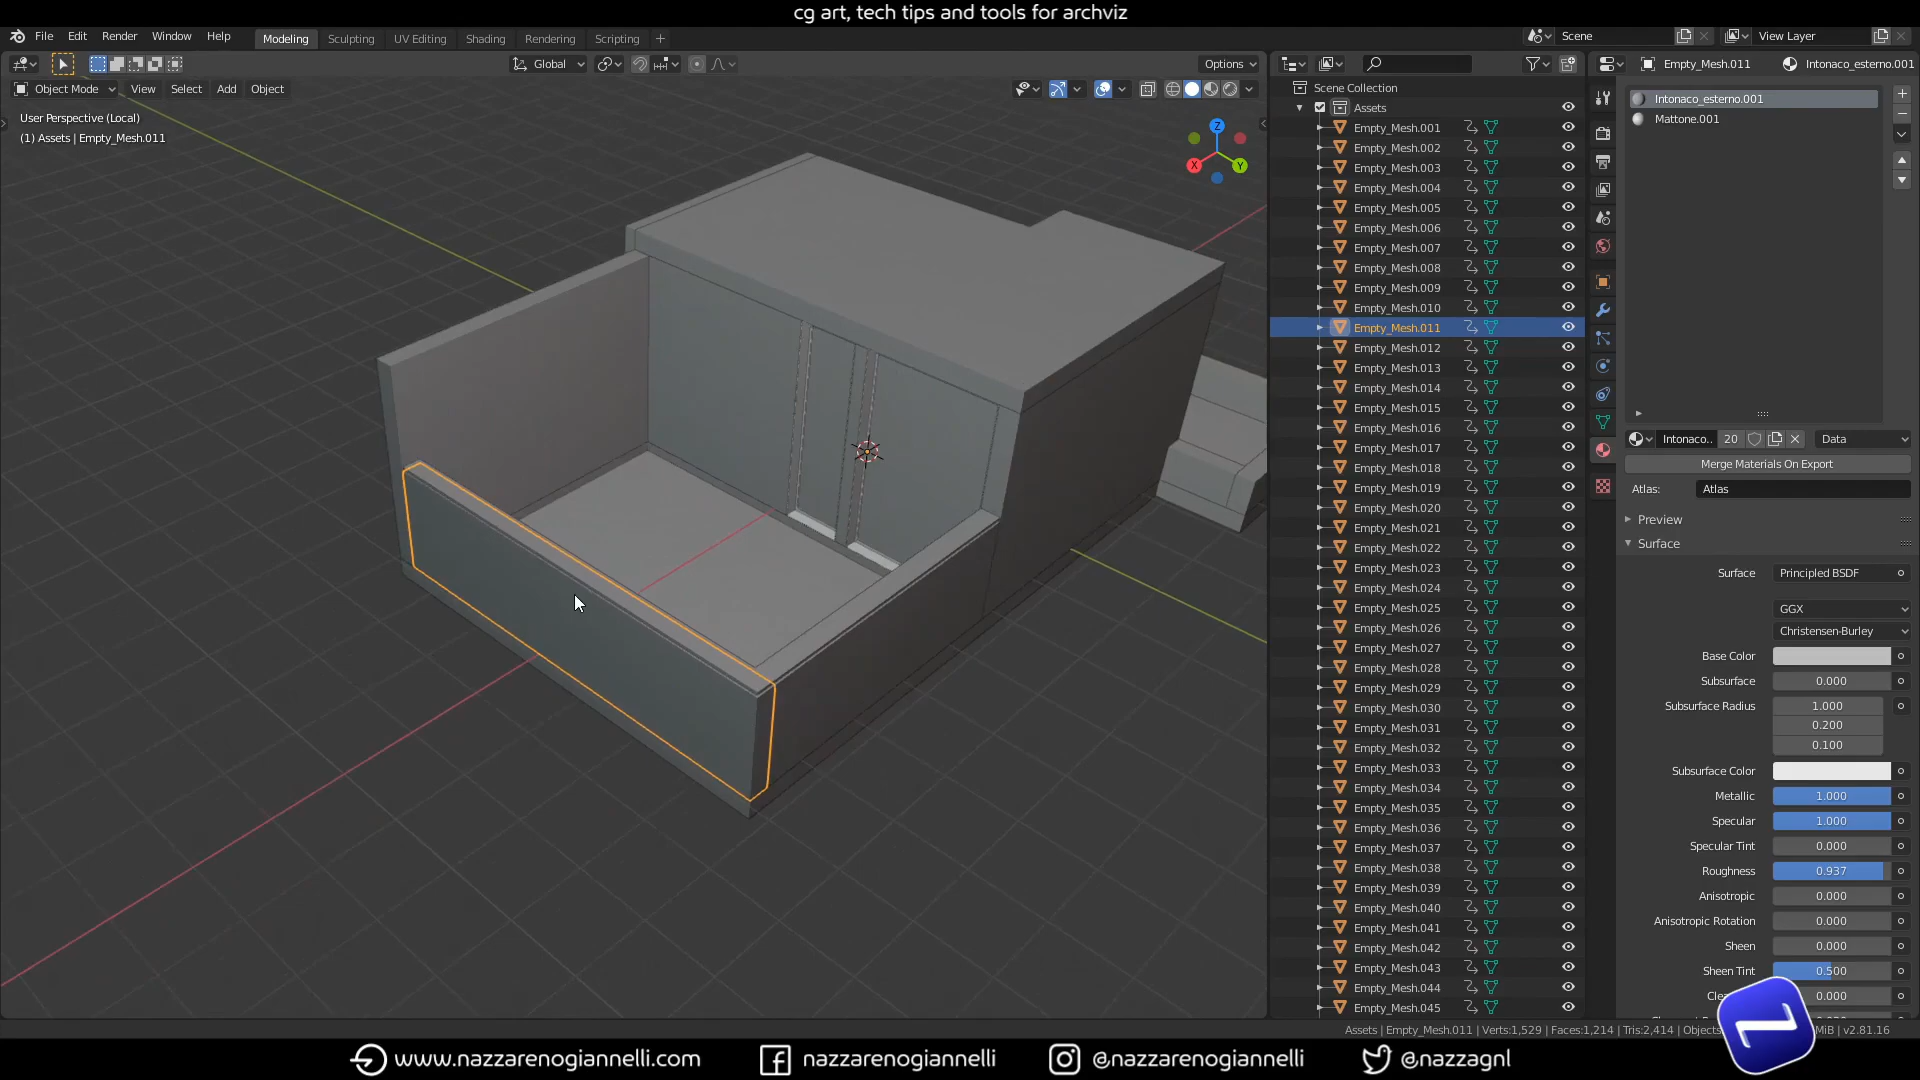 cg art, tech tips and tools for archviz
File Edit Render Window Help
Modeling Sculpting UV Editing Shading Rendering Scripting +
Scene
View Layer
Global
Options
Empty_Mesh.011
Intonaco_esterno.001
Object Mode View Select Add Object
User Perspective (Local)
(1) Assets | Empty_Mesh.011
Z
X
Y
Scene Collection
Assets
Empty_Mesh.001
Empty_Mesh.002
Empty_Mesh.003
Empty_Mesh.004
Empty_Mesh.005
Empty_Mesh.006
Empty_Mesh.007
Empty_Mesh.008
Empty_Mesh.009
Empty_Mesh.010
Empty_Mesh.011
Empty_Mesh.012
Empty_Mesh.013
Empty_Mesh.014
Empty_Mesh.015
Empty_Mesh.016
Empty_Mesh.017
Empty_Mesh.018
Empty_Mesh.019
Empty_Mesh.020
Empty_Mesh.021
Empty_Mesh.022
Empty_Mesh.023
Empty_Mesh.024
Empty_Mesh.025
Empty_Mesh.026
Empty_Mesh.027
Empty_Mesh.028
Empty_Mesh.029
Empty_Mesh.030
Empty_Mesh.031
Empty_Mesh.032
Empty_Mesh.033
Empty_Mesh.034
Empty_Mesh.035
Empty_Mesh.036
Empty_Mesh.037
Empty_Mesh.038
Empty_Mesh.039
Empty_Mesh.040
Empty_Mesh.041
Empty_Mesh.042
Empty_Mesh.043
Empty_Mesh.044
Empty_Mesh.045
Intonaco_esterno.001
Mattone.001
Intonaco.. 20 Data
Merge Materials On Export
Atlas: Atlas
Preview
Surface
Surface Principled BSDF
GGX
Christensen-Burley
Base Color
Subsurface 0.000
Subsurface Radius 1.000
0.200
0.100
Subsurface Color
Metallic 1.000
Specular 1.000
Specular Tint 0.000
Roughness 0.937
Anisotropic 0.000
Anisotropic Rotation 0.000
Sheen 0.000
Sheen Tint 0.500
0.000
Assets | Empty_Mesh.011 | Verts:1,529 | Faces:1,214 | Tris:2,414 | Objects
MiB | v2.81.16
www.nazzarenogiannelli.com
nazzarenogiannelli
@nazzarenogiannelli
@nazzagnl